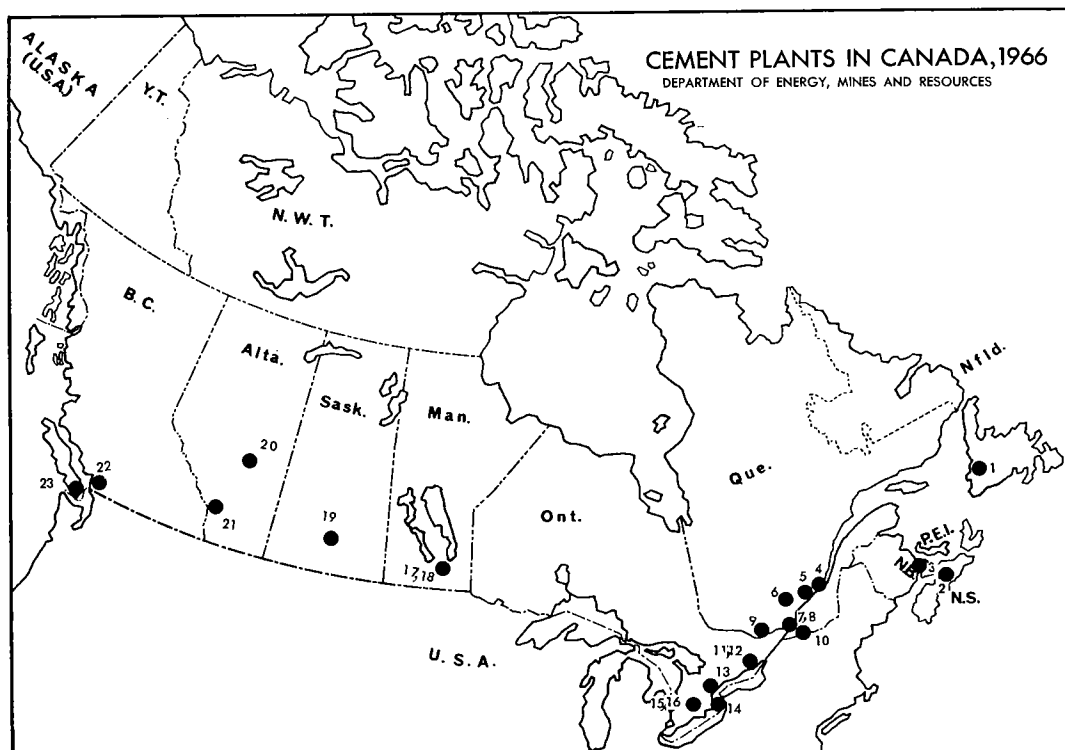 CEMENT PLANTS IN CANADA, 1966
DEPARTMENT OF ENERGY, MINES AND RESOURCES
ALASKA
(U.S.A.)
Y.T.
N.W.T.
B.C.
Alta.
Sask.
Man.
Ont.
Que.
Nfld.
P.E.I.
N.B.
N.S.
U.S.A.
1
2
3
4
5
6
7,8
9
10
11,12
13
14
15,16
17,18
19
20
21
22
23